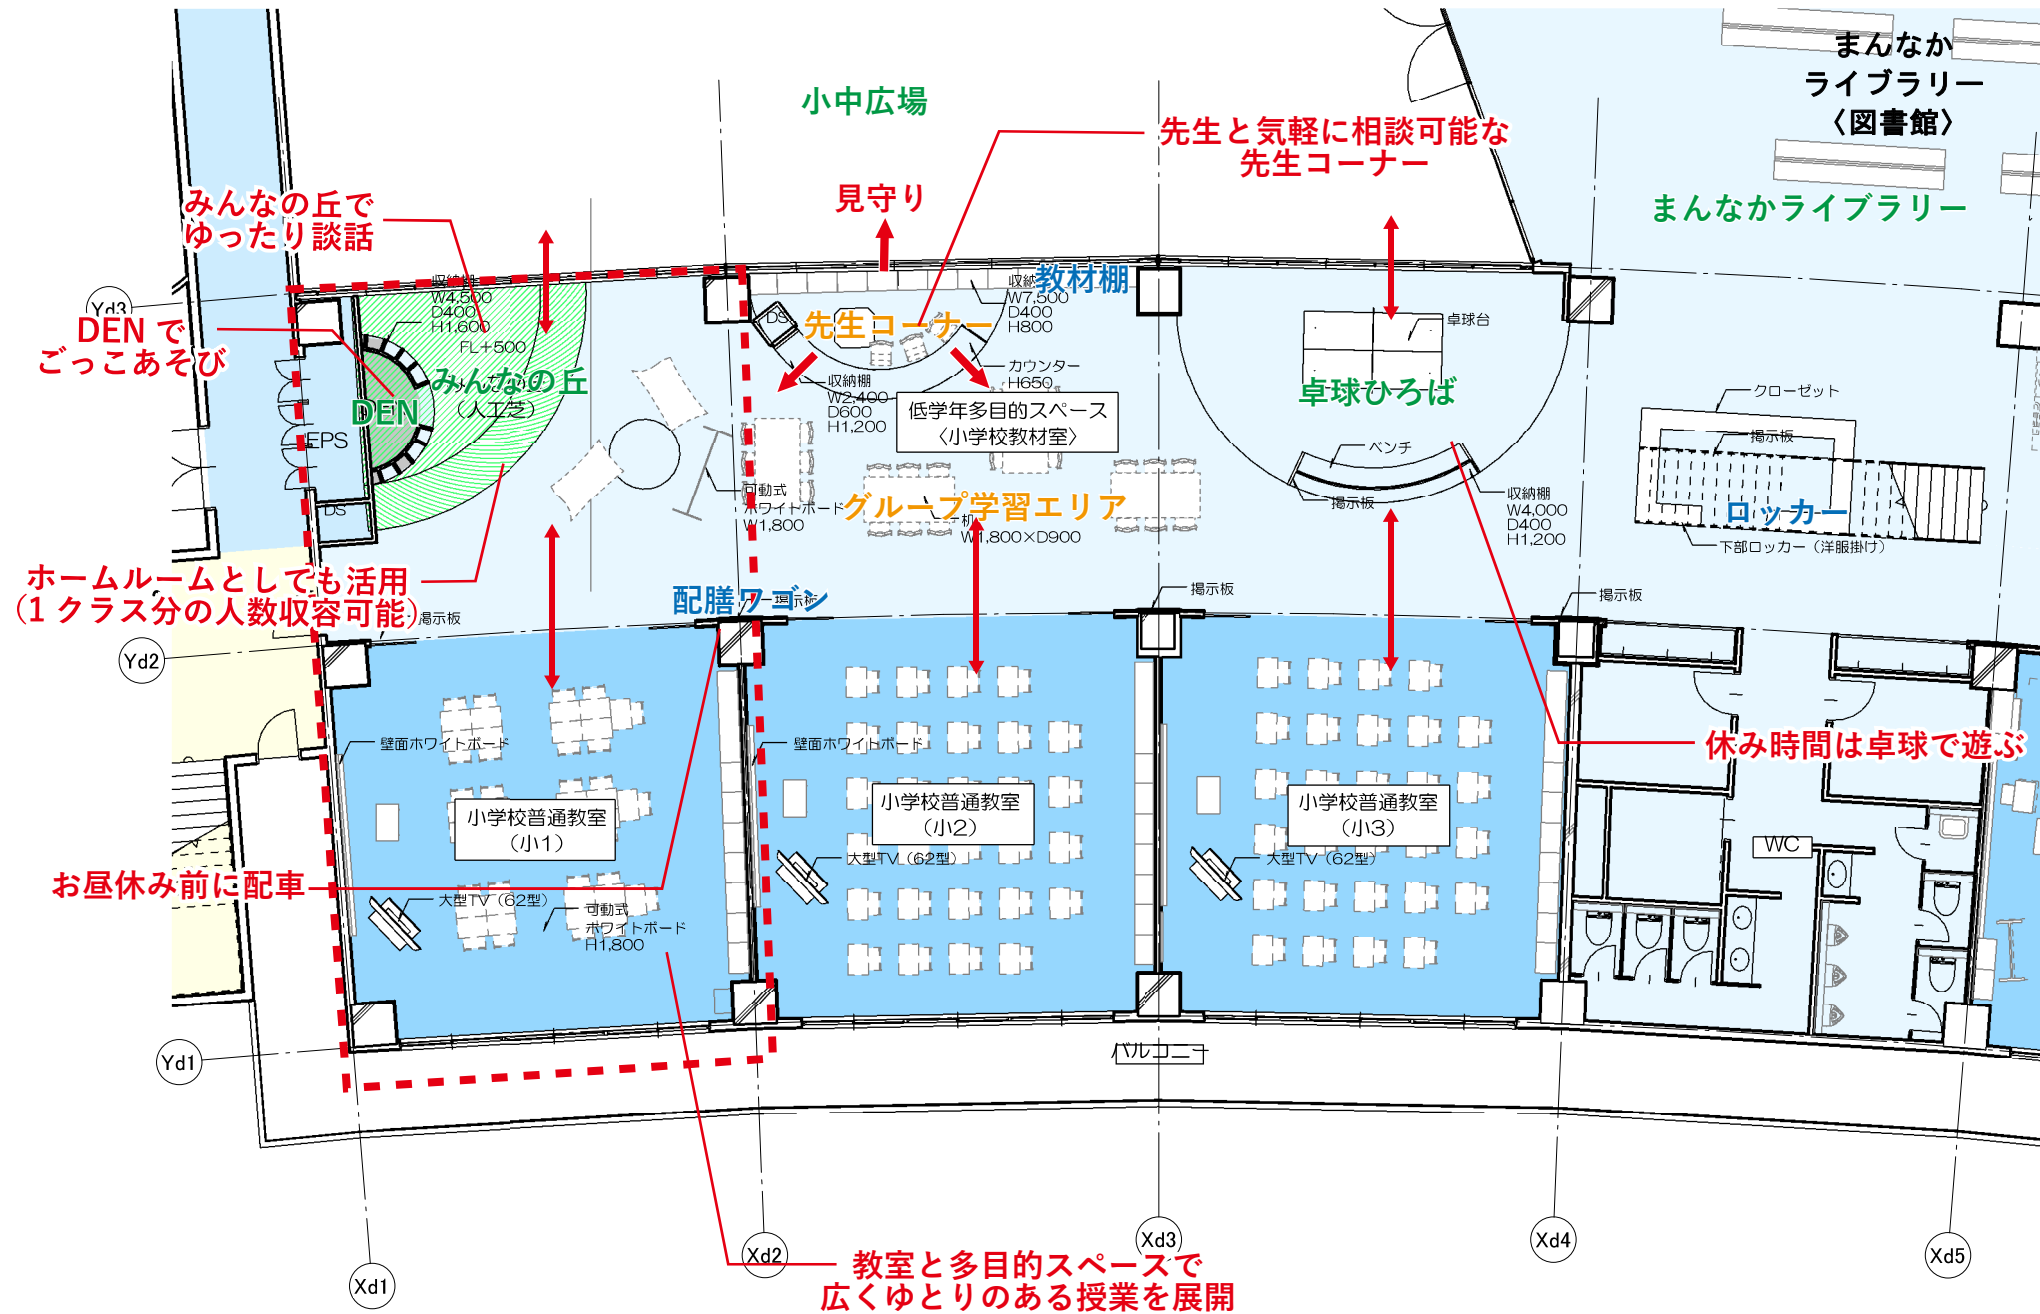 まんなか
ライブラリー
〈図書館〉
小中広場
先生と気軽に相談可能な
先生コーナー
見守り
みんなの丘で
ゆったり談話
まんなかライブラリー
収納棚
W4,500
D400
H1,600
FL+500
収納棚
W7,500
D400
H800
教材棚
Yd3
DENで
ごっこあそび
DS
先生コーナー
卓球台
みんなの丘
(人工芝)
DEN
EPS
DS
収納棚
W2,400
D600
H1,200
カウンター
H650
低学年多目的スペース
〈小学校教材室〉
卓球ひろば
クローゼット
掲示板
ベンチ
掲示板
収納棚
W4,000
D400
H1,200
可動式
ホワイトボード
W1,800
グループ学習エリア
机
W1,800×D900
ロッカー
下部ロッカー（洋服掛け）
ホームルームとしても活用
(1クラス分の人数収容可能)
掲示板
配膳ワゴン
掲示板
掲示板
掲示板
Yd2
壁面ホワイトボード
壁面ホワイトボード
休み時間は卓球で遊ぶ
小学校普通教室
（小1）
小学校普通教室
（小2）
小学校普通教室
（小3）
WC
大型TV（62型）
大型TV（62型）
お昼休み前に配車
大型TV（62型）
可動式
ホワイトボード
H1,800
Yd1
バルコニー
Xd1
Xd2
Xd3
Xd4
Xd5
教室と多目的スペースで
広くゆとりのある授業を展開